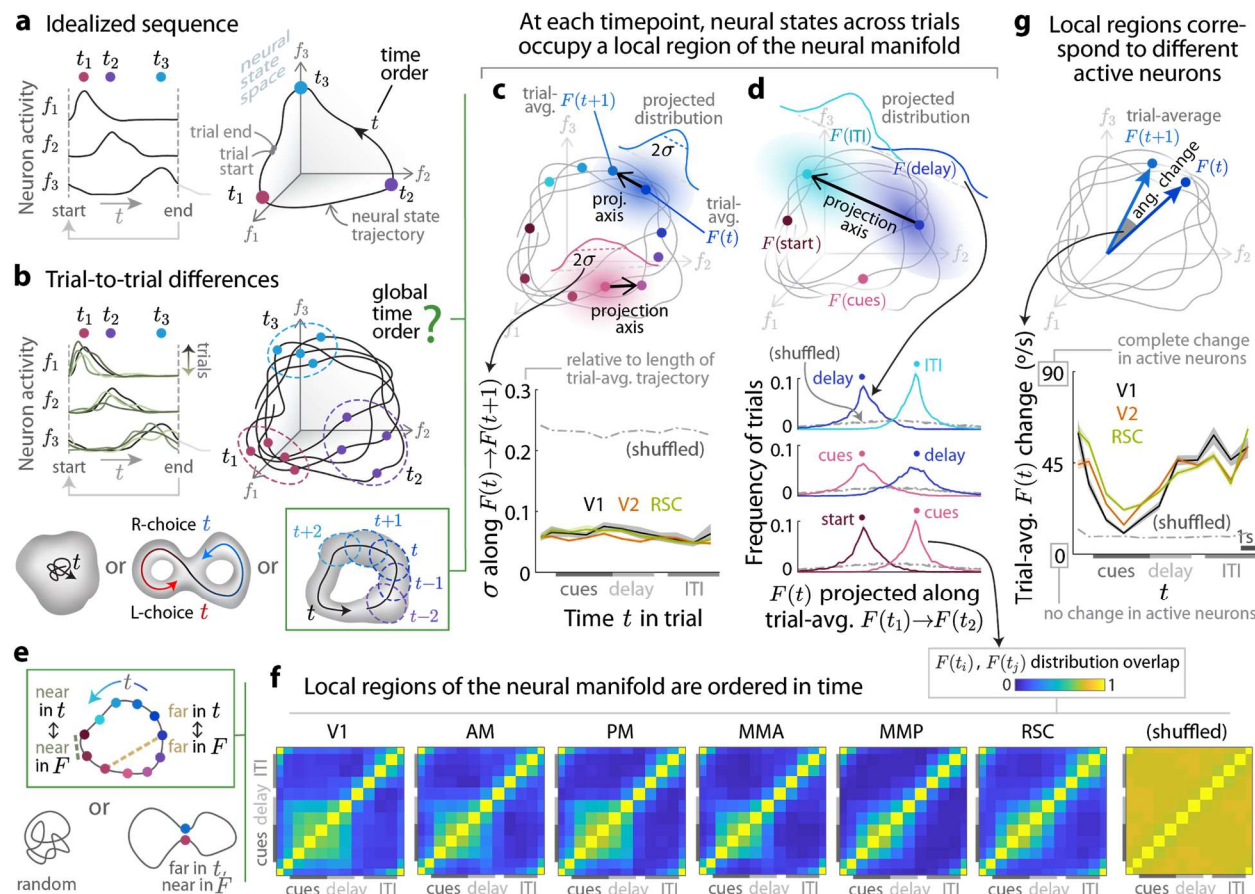 a Idealized sequence
t₁ t₂ t₃
Neuron activity
f₁
f₂
f₃
start t end
neural
state
space
f₃
t₃
time
order
t
trial end
trial
start
t₁
f₁
f₂
t₂
neural state
trajectory
b Trial-to-trial differences
t₁ t₂ t₃
Neuron activity
f₁
f₂
f₃
trials
start t end
global
time
order ?
t₃
f₃
f₂
t₁
f₁
t₂
t
or
R-choice t
L-choice t
or
t+2
t+1
t
t−1
t−2
t
At each timepoint, neural states across trials
occupy a local region of the neural manifold
c
trial-
avg. F(t+1)
projected
distribution
f₃
2σ
proj.
axis
trial-
avg.
F(t)
f₂
2σ
projection
axis
f₁
σ along F(t)→F(t+1)
relative to length of
trial-avg. trajectory
0.3
0.2
0.1
0
(shuffled)
V1 V2 RSC
cues delay ITI
Time t in trial
d
projected
distribution
f₃
F(ITI)
F(delay)
projection
axis
F(start)
f₂
F(cues)
f₁
Frequency of trials
(shuffled)
0.1
0
delay
ITI
0.1
0
cues
delay
0.1
0
start
cues
F(t) projected along
trial-avg. F(t₁)→F(t₂)
F(tᵢ), F(tⱼ) distribution overlap
0 1
g Local regions corre-
spond to different
active neurons
f₃
trial-average
F(t+1)
F(t)
ang. change
f₂
f₁
Trial-avg. F(t) change (º/s)
90
45
0
complete change
in active neurons
V1
V2
RSC
(shuffled)
1s
cues delay ITI
t
no change in active neurons
e
t
near
in t
near
in F
far in t
far in F
or
random
far in t,
near in F
f Local regions of the neural manifold are ordered in time
V1 AM PM MMA MMP RSC (shuffled)
cues delay ITI
cues delay ITI
cues delay ITI
cues delay ITI
cues delay ITI
cues delay ITI
cues delay ITI